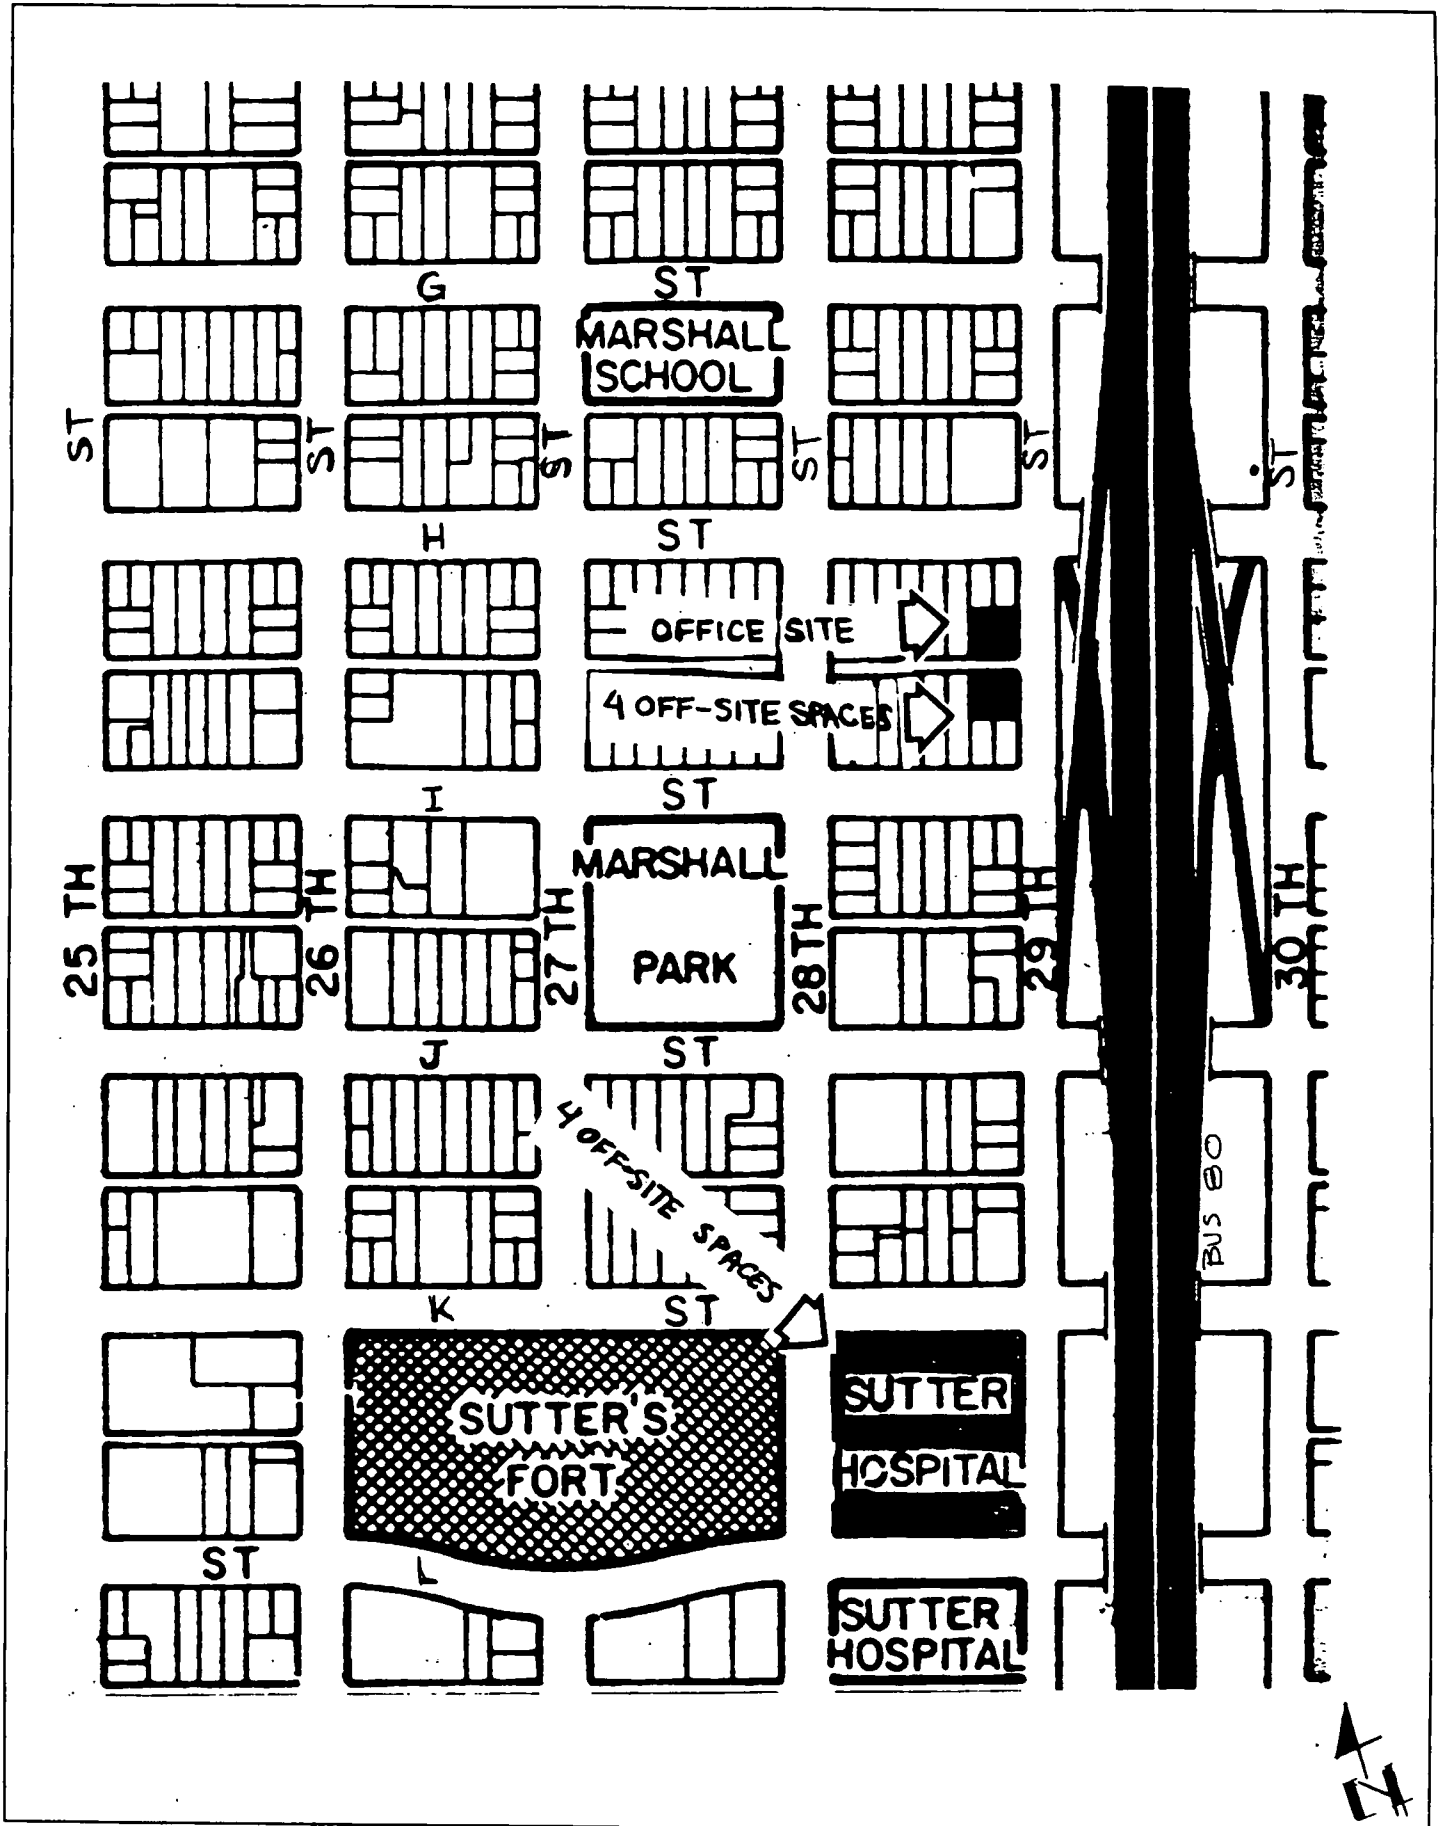 G ST
MARSHALL
SCHOOL
ST ST ST ST ST ST
H ST
OFFICE SITE
4 OFF-SITE SPACES
I ST
MARSHALL
PARK
25 TH
26 TH
27 TH
28 TH
29 TH
30 TH
J ST
4 OFF-SITE SPACES
BUS 80
K ST
SUTTER'S
FORT
SUTTER
HOSPITAL
ST L
SUTTER
HOSPITAL
N